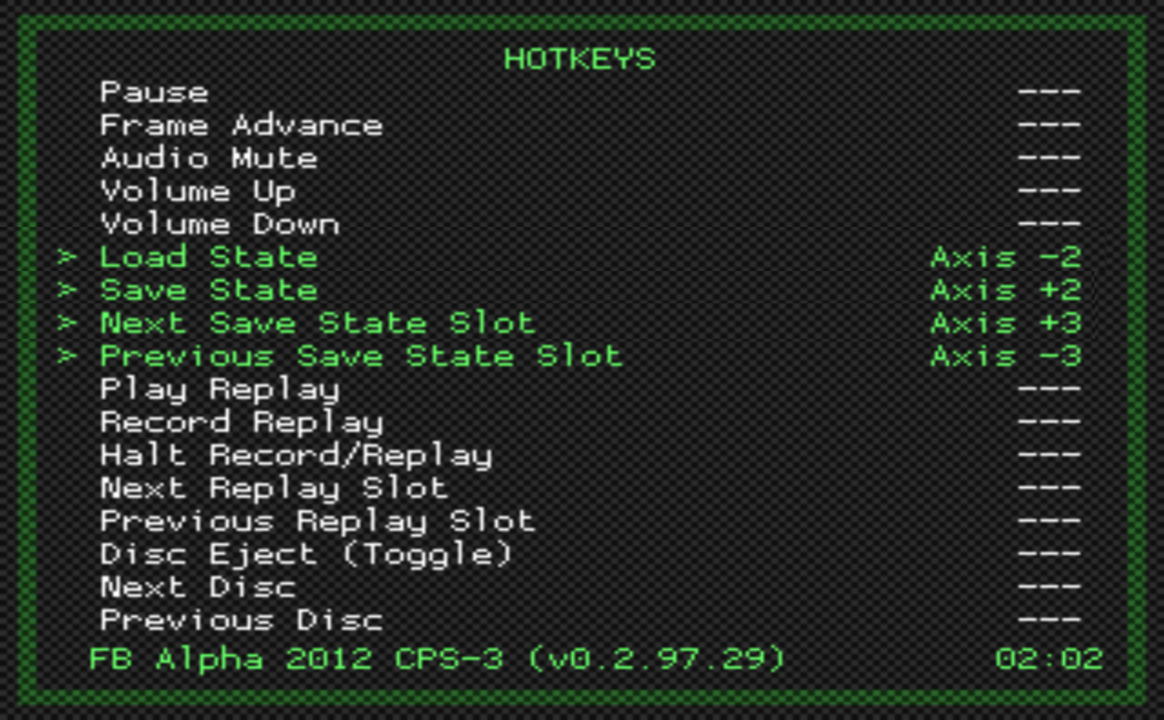 HOTKEYS
Pause ---
Frame Advance ---
Audio Mute ---
Volume Up ---
Volume Down ---
> Load State Axis -2
> Save State Axis +2
> Next Save State Slot Axis +3
> Previous Save State Slot Axis -3
Play Replay ---
Record Replay ---
Halt Record/Replay ---
Next Replay Slot ---
Previous Replay Slot ---
Disc Eject (Toggle) ---
Next Disc ---
Previous Disc ---
FB Alpha 2012 CPS-3 (v0.2.97.29) 02:02